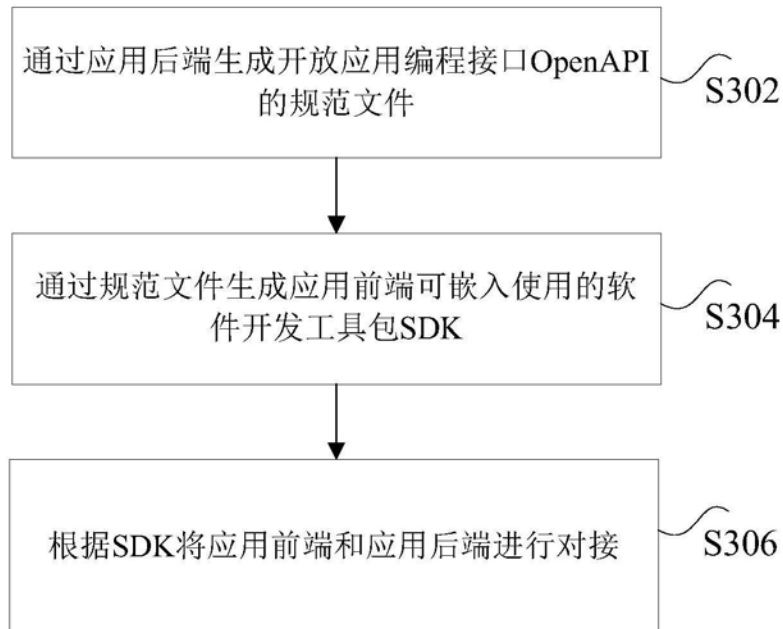 通过应用后端生成开放应用编程接口OpenAPI
的规范文件
S302
通过规范文件生成应用前端可嵌入使用的软
件开发工具包SDK
S304
根据SDK将应用前端和应用后端进行对接
S306